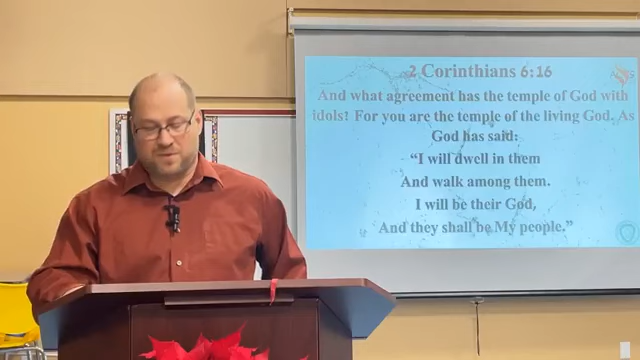 2 Corinthians 6:16
And what agreement has the temple of God with
idols? For you are the temple of the living God. As
God has said:
"I will dwell in them
And walk among them.
I will be their God,
And they shall be My people."